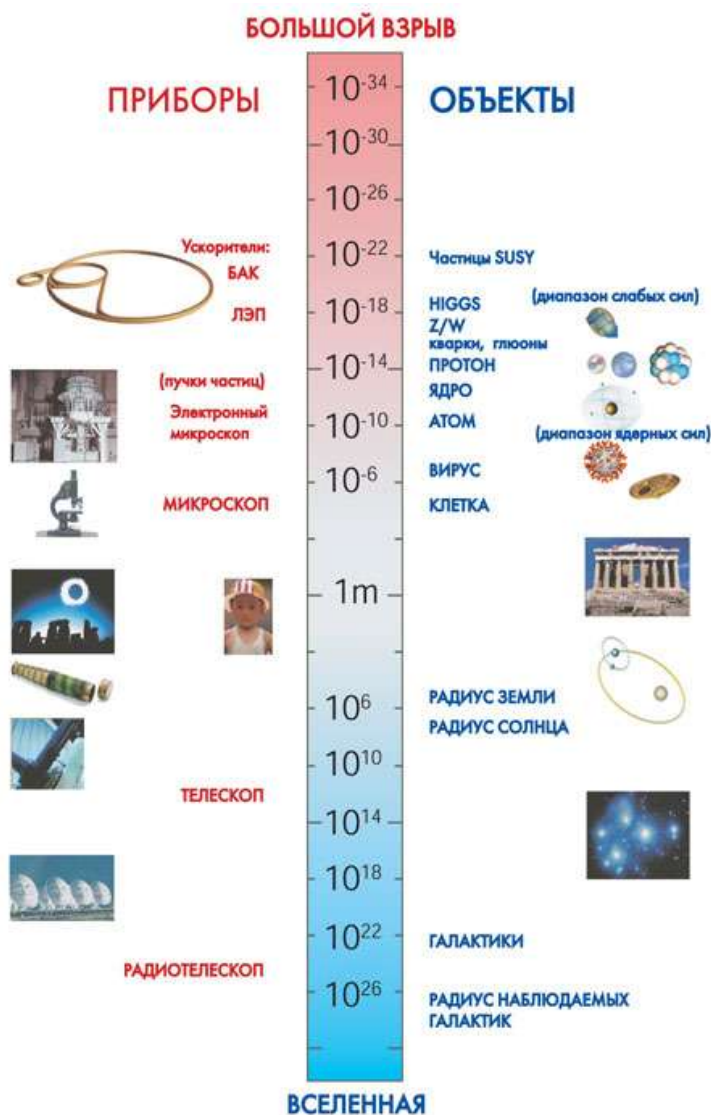 БОЛЬШОЙ ВЗРЫВ
ПРИБОРЫ
ОБЪЕКТЫ
10⁻³⁴
10⁻³⁰
10⁻²⁶
10⁻²²
Ускорители:
БАК
Частицы SUSY
10⁻¹⁸
ЛЭП
HIGGS
(диапазон слабых сил)
Z/W
кварки, глюоны
10⁻¹⁴
ПРОТОН
(пучки частиц)
ЯДРО
Электронный
микроскоп
10⁻¹⁰
АТОМ
(диапазон ядерных сил)
ВИРУС
10⁻⁶
МИКРОСКОП
КЛЕТКА
1m
РАДИУС ЗЕМЛИ
10⁶
РАДИУС СОЛНЦА
10¹⁰
ТЕЛЕСКОП
10¹⁴
10¹⁸
10²²
ГАЛАКТИКИ
РАДИОТЕЛЕСКОП
10²⁶
РАДИУС НАБЛЮДАЕМЫХ
ГАЛАКТИК
ВСЕЛЕННАЯ